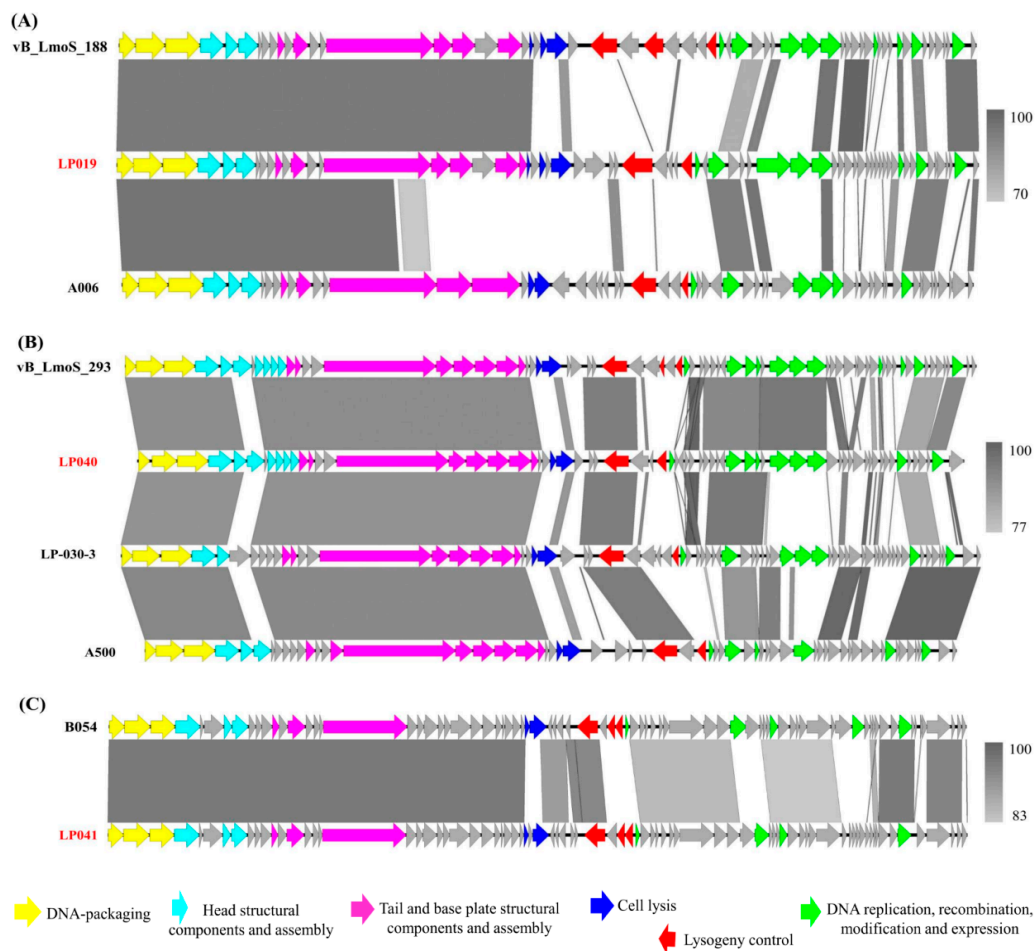 (A)
vB_LmoS_188
LP019
A006
100
70
(B)
vB_LmoS_293
LP040
LP-030-3
A500
100
77
(C)
B054
LP041
100
83
DNA-packaging
Head structural
components and assembly
Tail and base plate structural
components and assembly
Cell lysis
Lysogeny control
DNA replication, recombination,
modification and expression